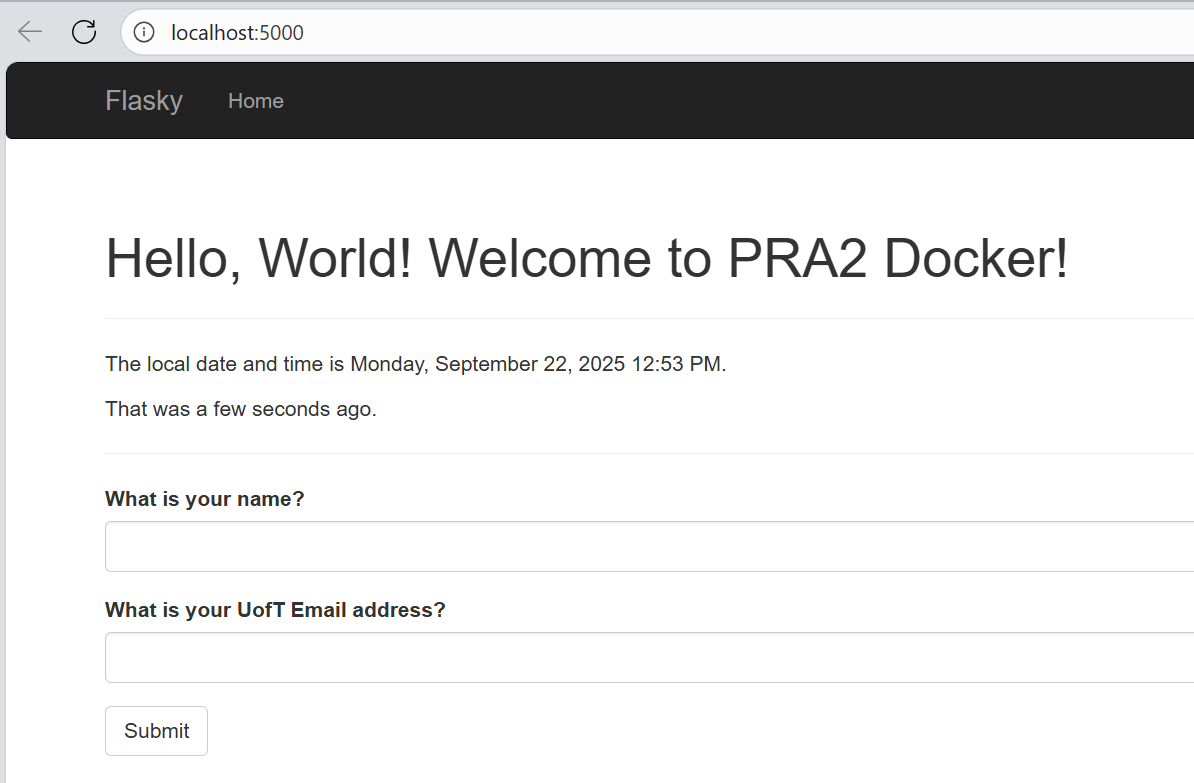 localhost:5000
Flasky Home
Hello, World! Welcome to PRA2 Docker!
The local date and time is Monday, September 22, 2025 12:53 PM.
That was a few seconds ago.
What is your name?
What is your UofT Email address?
Submit